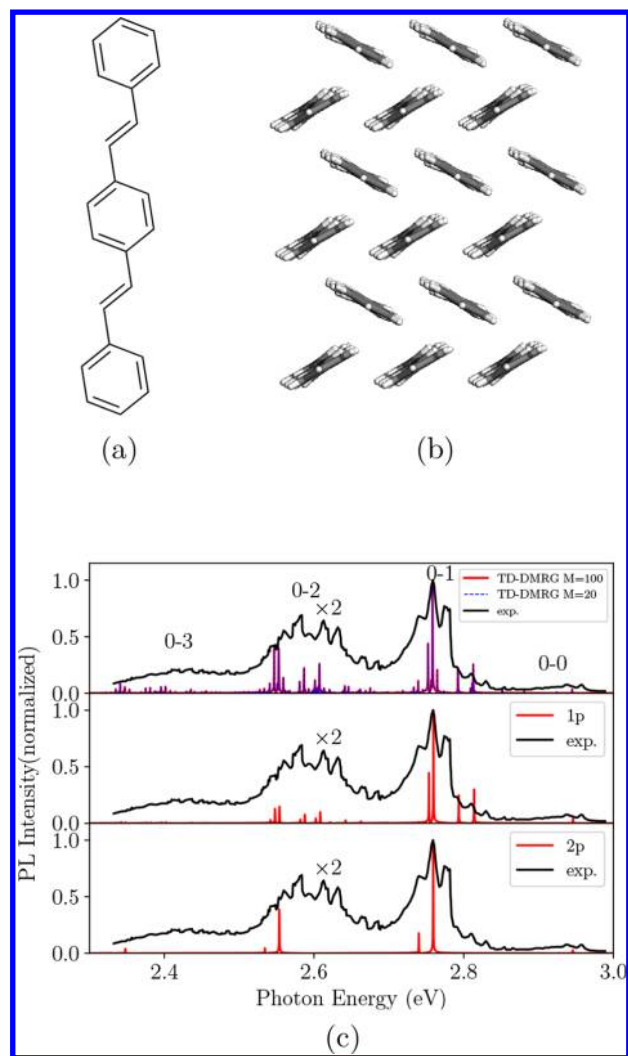 (a)
(b)
PL Intensity(normalized)
1.0
0.5
0.0
0-3
0-2
×2
0-1
0-0
TD-DMRG M=100
TD-DMRG M=20
exp.
1.0
0.5
0.0
×2
1p
exp.
1.0
0.5
0.0
×2
2p
exp.
2.4 2.6 2.8 3.0
Photon Energy (eV)
(c)